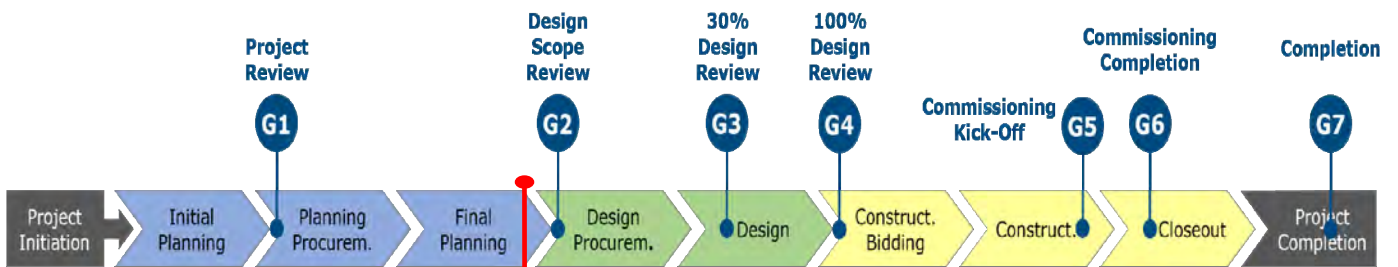 Project
Review
G1
Design
Scope
Review
G2
30%
Design
Review
G3
100%
Design
Review
G4
Commissioning
Kick-Off
G5
Commissioning
Completion
G6
Completion
G7
Project
Initiation
Initial
Planning
Planning
Procurem.
Final
Planning
Design
Procurem.
Design
Construct.
Bidding
Construct.
Closeout
Project
Completion